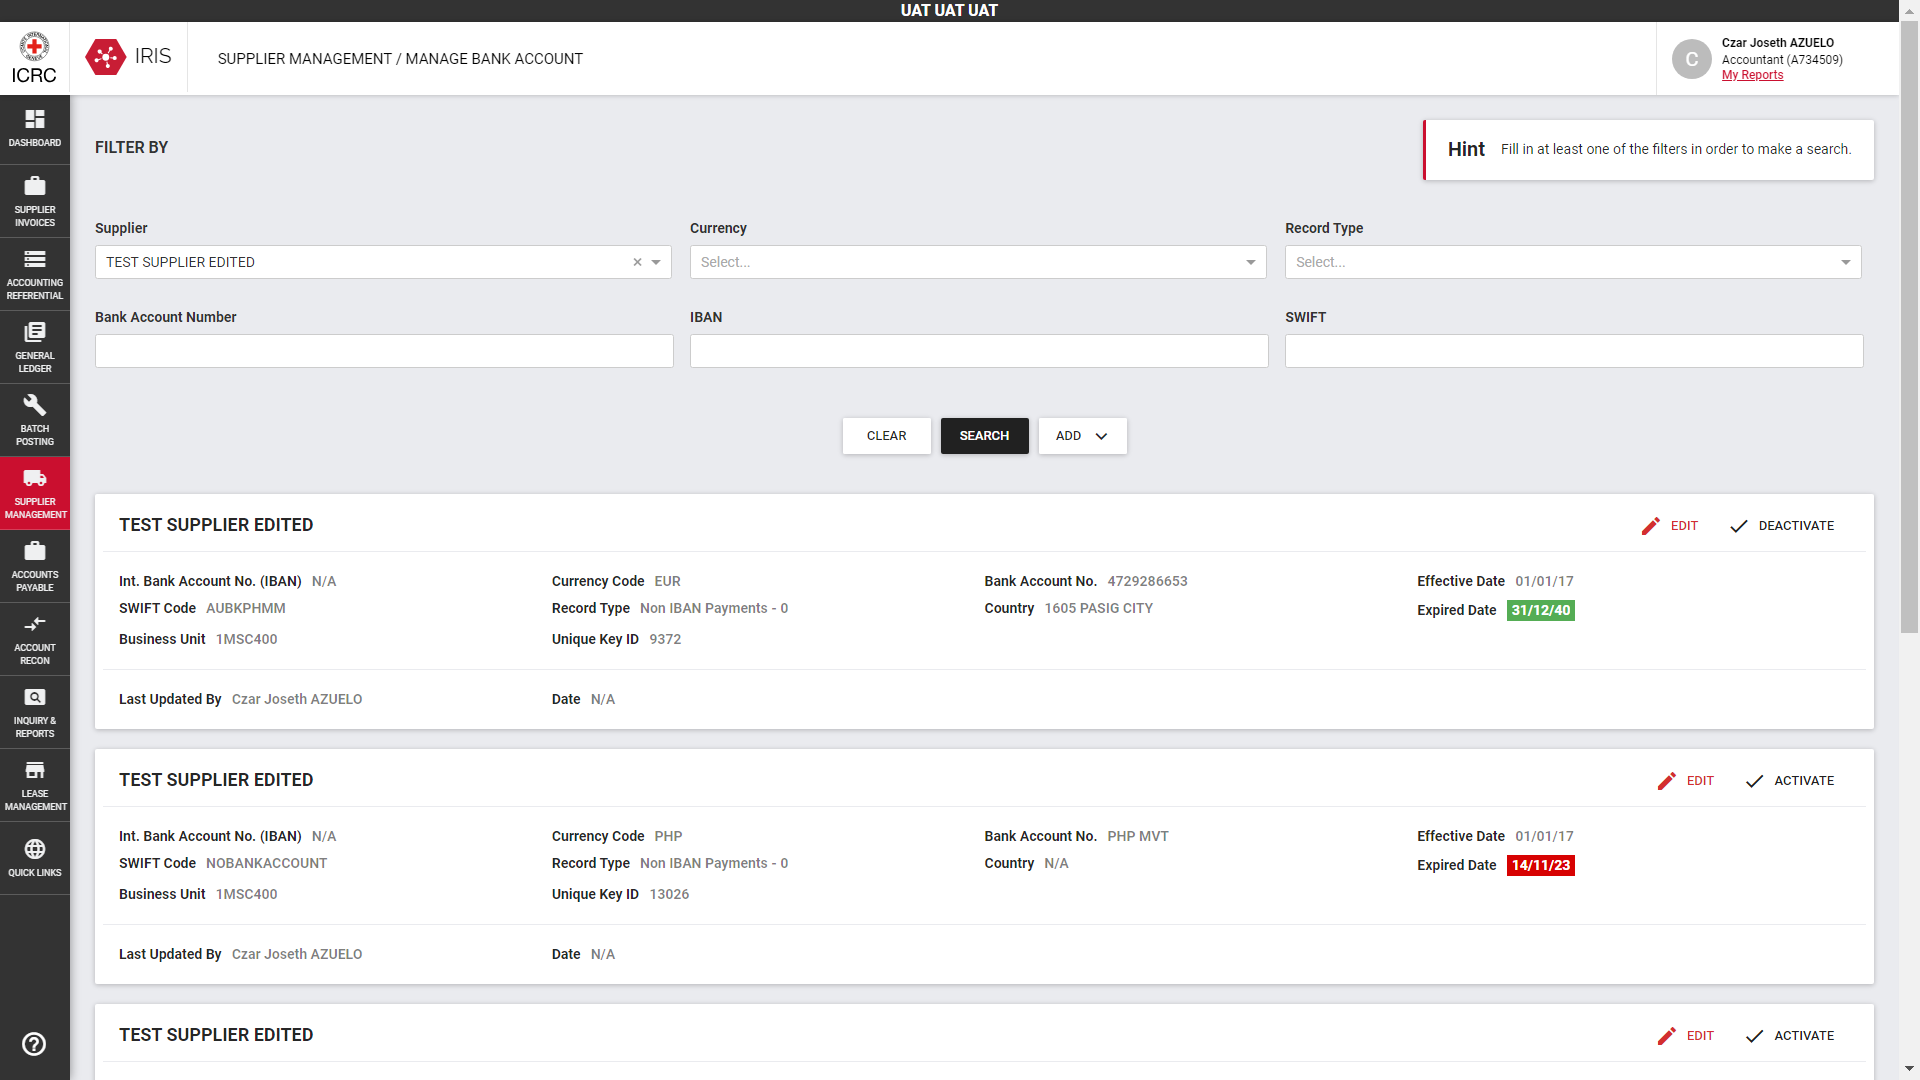 UAT UAT UAT
ICRC
IRIS
SUPPLIER MANAGEMENT / MANAGE BANK ACCOUNT
C
Czar Joseth AZUELO
Accountant (A734509)
My Reports
DASHBOARD
SUPPLIER
INVOICES
ACCOUNTING
REFERENTIAL
GENERAL
LEDGER
BATCH
POSTING
SUPPLIER
MANAGEMENT
ACCOUNTS
PAYABLE
ACCOUNT
RECON
INQUIRY &
REPORTS
LEASE
MANAGEMENT
QUICK LINKS
FILTER BY
Hint Fill in at least one of the filters in order to make a search.
Supplier Currency Record Type
TEST SUPPLIER EDITED × Select... Select...
Bank Account Number IBAN SWIFT
CLEAR SEARCH ADD
TEST SUPPLIER EDITED EDIT DEACTIVATE
Int. Bank Account No. (IBAN) N/A Currency Code EUR Bank Account No. 4729286653 Effective Date 01/01/17
SWIFT Code AUBKPHMM Record Type Non IBAN Payments - 0 Country 1605 PASIG CITY Expired Date 31/12/40
Business Unit 1MSC400 Unique Key ID 9372
Last Updated By Czar Joseth AZUELO Date N/A
TEST SUPPLIER EDITED EDIT ACTIVATE
Int. Bank Account No. (IBAN) N/A Currency Code PHP Bank Account No. PHP MVT Effective Date 01/01/17
SWIFT Code NOBANKACCOUNT Record Type Non IBAN Payments - 0 Country N/A Expired Date 14/11/23
Business Unit 1MSC400 Unique Key ID 13026
Last Updated By Czar Joseth AZUELO Date N/A
TEST SUPPLIER EDITED EDIT ACTIVATE